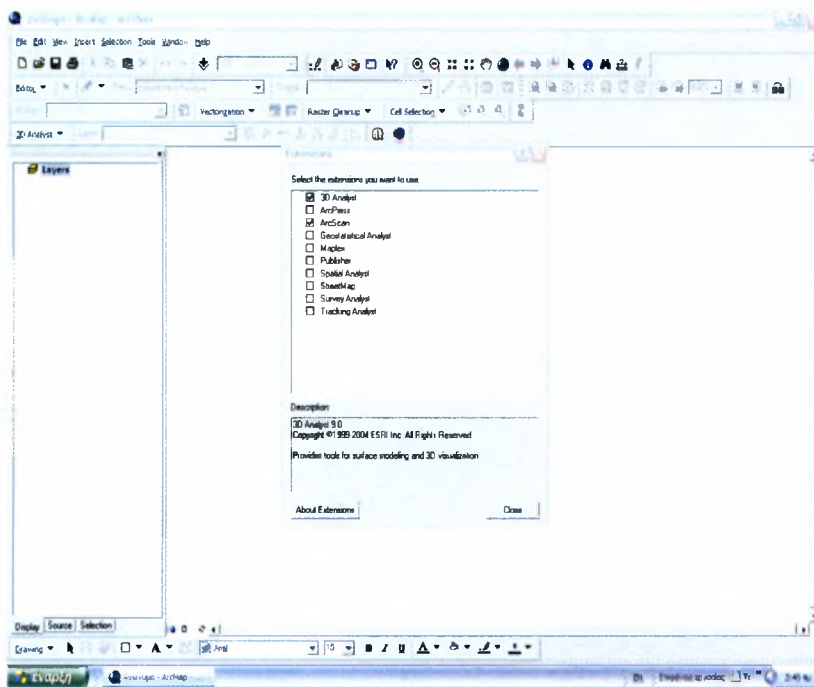 File Edit View Insert Selection Tools Window Help
Editor
Vectorization Raster Cleanup Cell Selection
3D Analyst
Layers
Extensions
Select the extensions you want to use
3D Analyst
ArcPress
ArcScan
Geostatistical Analyst
Maplex
Publisher
Spatial Analyst
StreetMap
Survey Analyst
Tracking Analyst
Description:
3D Analyst 9.0
Copyright ©1999-2004 ESRI Inc. All Rights Reserved
Provides tools for surface modeling and 3D visualization
About Extensions Close
Display Source Selection
Drawing A Arial 15 B I U A
Έναρξη - ArcMap